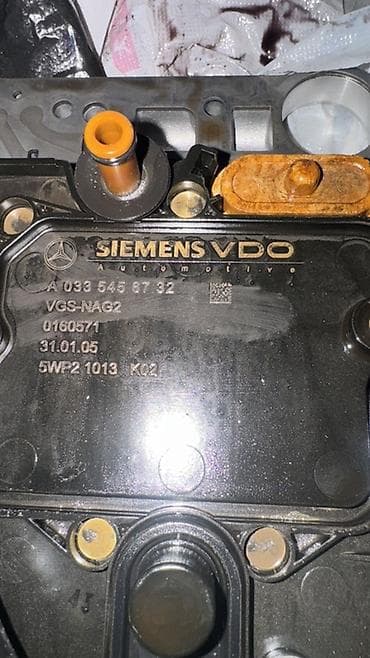 SIEMENS VDO
Automotive
A 033 545 67 32
VGS-NAG2
0160571
31.01.05
5WP2 1013 K02